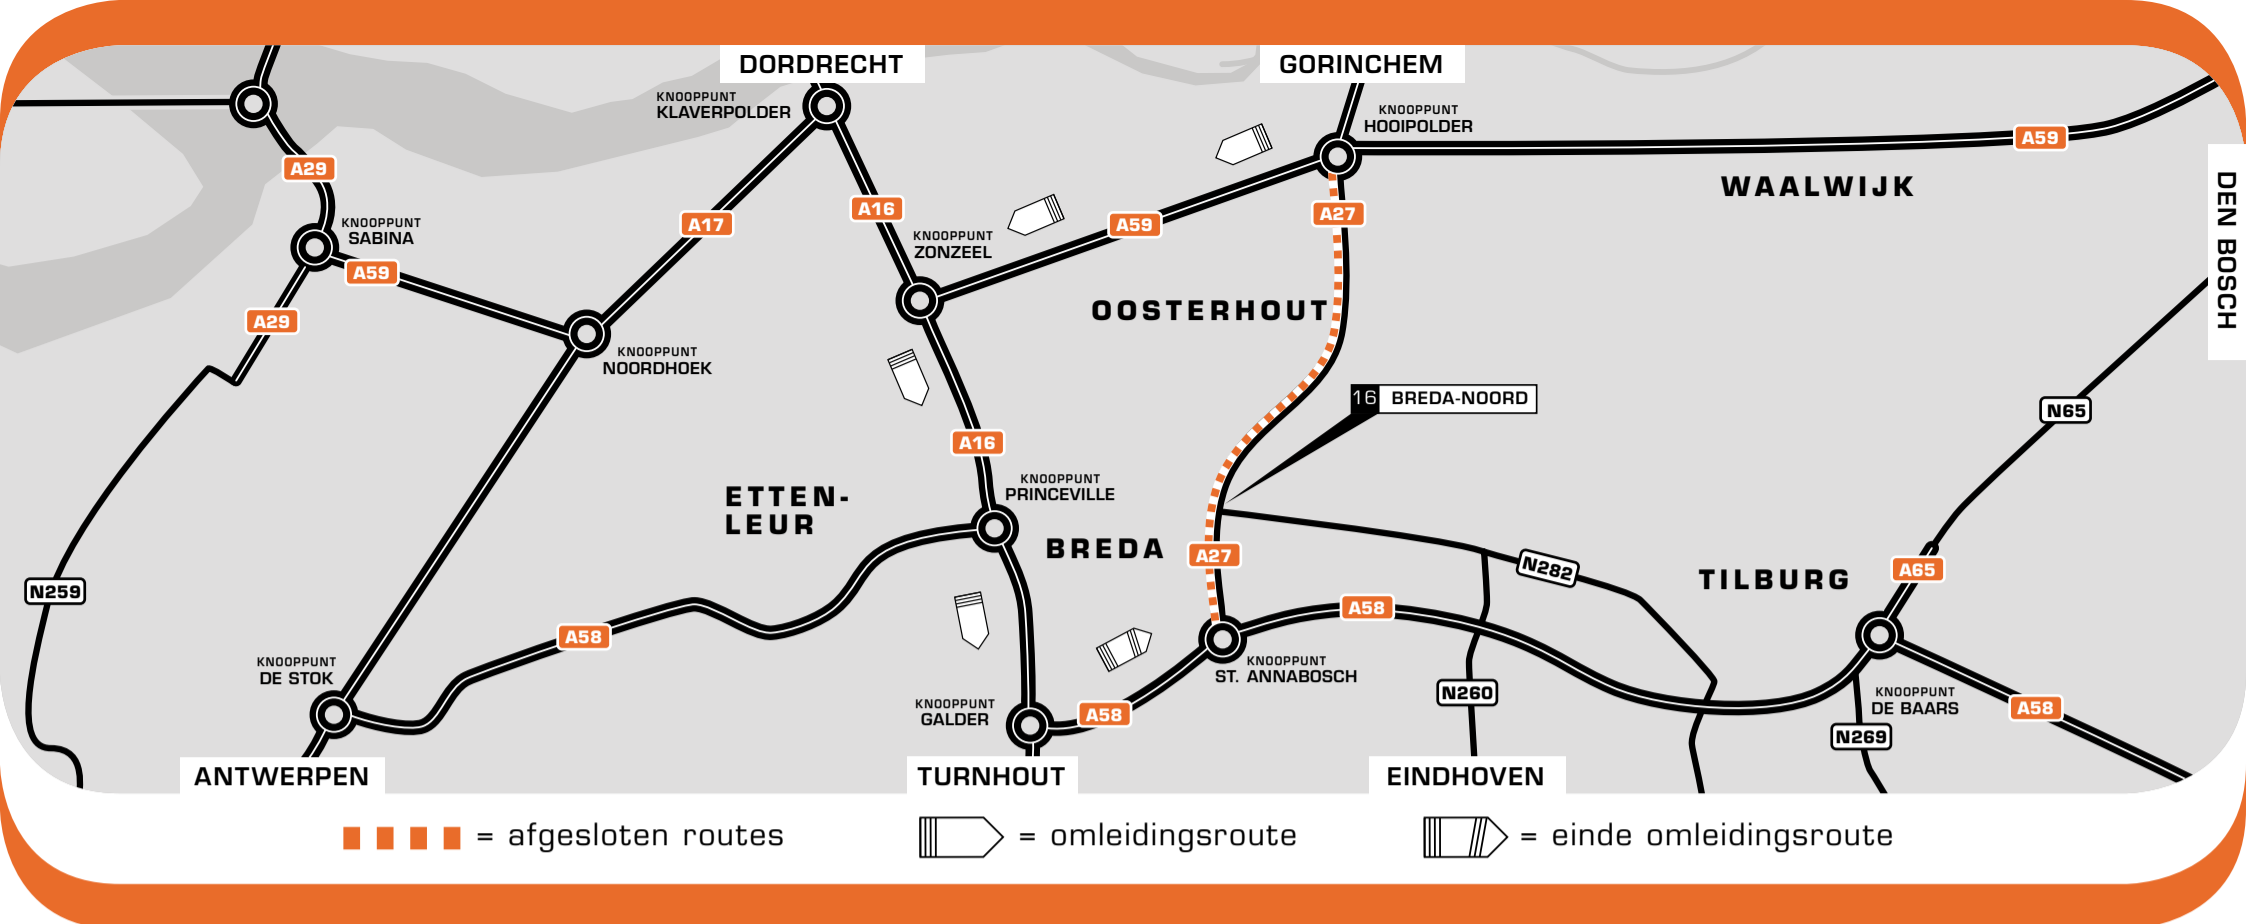 DORDRECHT
GORINCHEM
KNOOPPUNT
KLAVERPOLDER
KNOOPPUNT
HOOIPOLDER
A59
A29
WAALWIJK
DEN BOSCH
A16
A27
A17
A59
KNOOPPUNT
SABINA
KNOOPPUNT
ZONZEEL
A59
A29
OOSTERHOUT
KNOOPPUNT
NOORDHOEK
16 BREDA-NOORD
N65
A16
KNOOPPUNT
PRINCEVILLE
ETTEN-
LEUR
BREDA
A27
N282
TILBURG
A65
N259
A58
A58
KNOOPPUNT
DE STOK
KNOOPPUNT
ST. ANNABOSCH
N260
KNOOPPUNT
GALDER
A58
KNOOPPUNT
DE BAARS
A58
N269
ANTWERPEN
TURNHOUT
EINDHOVEN
= afgesloten routes
= omleidingsroute
= einde omleidingsroute